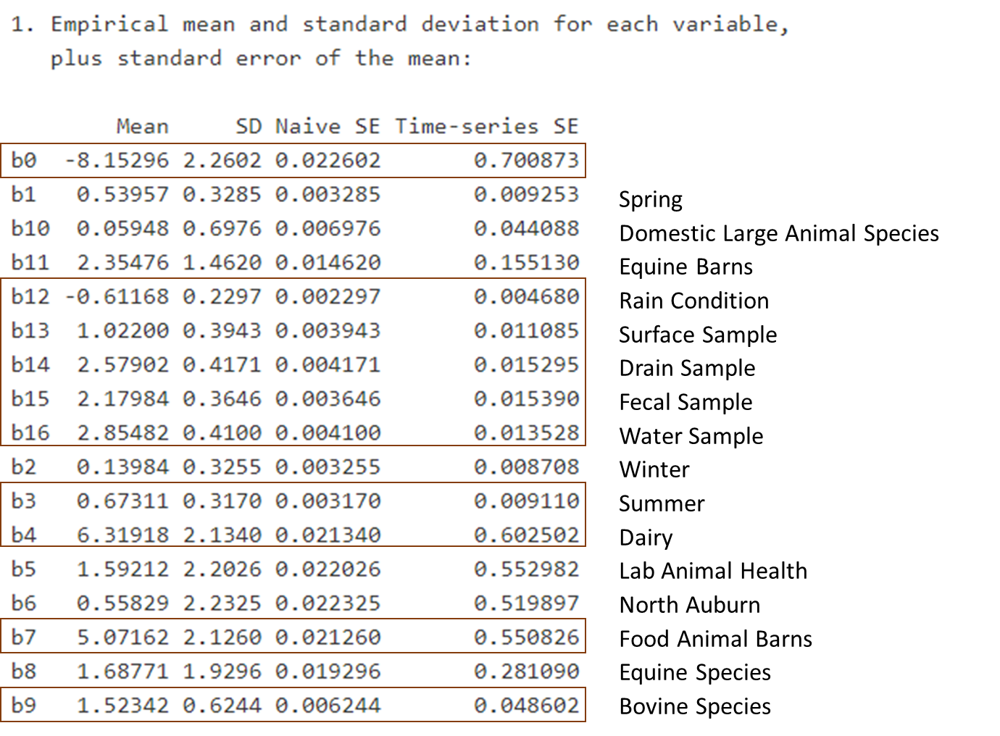 1. Empirical mean and standard deviation for each variable,
plus standard error of the mean:
Mean SD Naive SE Time-series SE
b0 -8.15296 2.2602 0.022602 0.700873
b1 0.53957 0.3285 0.003285 0.009253 Spring
b10 0.05948 0.6976 0.006976 0.044088 Domestic Large Animal Species
b11 2.35476 1.4620 0.014620 0.155130 Equine Barns
b12 -0.61168 0.2297 0.002297 0.004680 Rain Condition
b13 1.02200 0.3943 0.003943 0.011085 Surface Sample
b14 2.57902 0.4171 0.004171 0.015295 Drain Sample
b15 2.17984 0.3646 0.003646 0.015390 Fecal Sample
b16 2.85482 0.4100 0.004100 0.013528 Water Sample
b2 0.13984 0.3255 0.003255 0.008708 Winter
b3 0.67311 0.3170 0.003170 0.009110 Summer
b4 6.31918 2.1340 0.021340 0.602502 Dairy
b5 1.59212 2.2026 0.022026 0.552982 Lab Animal Health
b6 0.55829 2.2325 0.022325 0.519897 North Auburn
b7 5.07162 2.1260 0.021260 0.550826 Food Animal Barns
b8 1.68771 1.9296 0.019296 0.281090 Equine Species
b9 1.52342 0.6244 0.006244 0.048602 Bovine Species